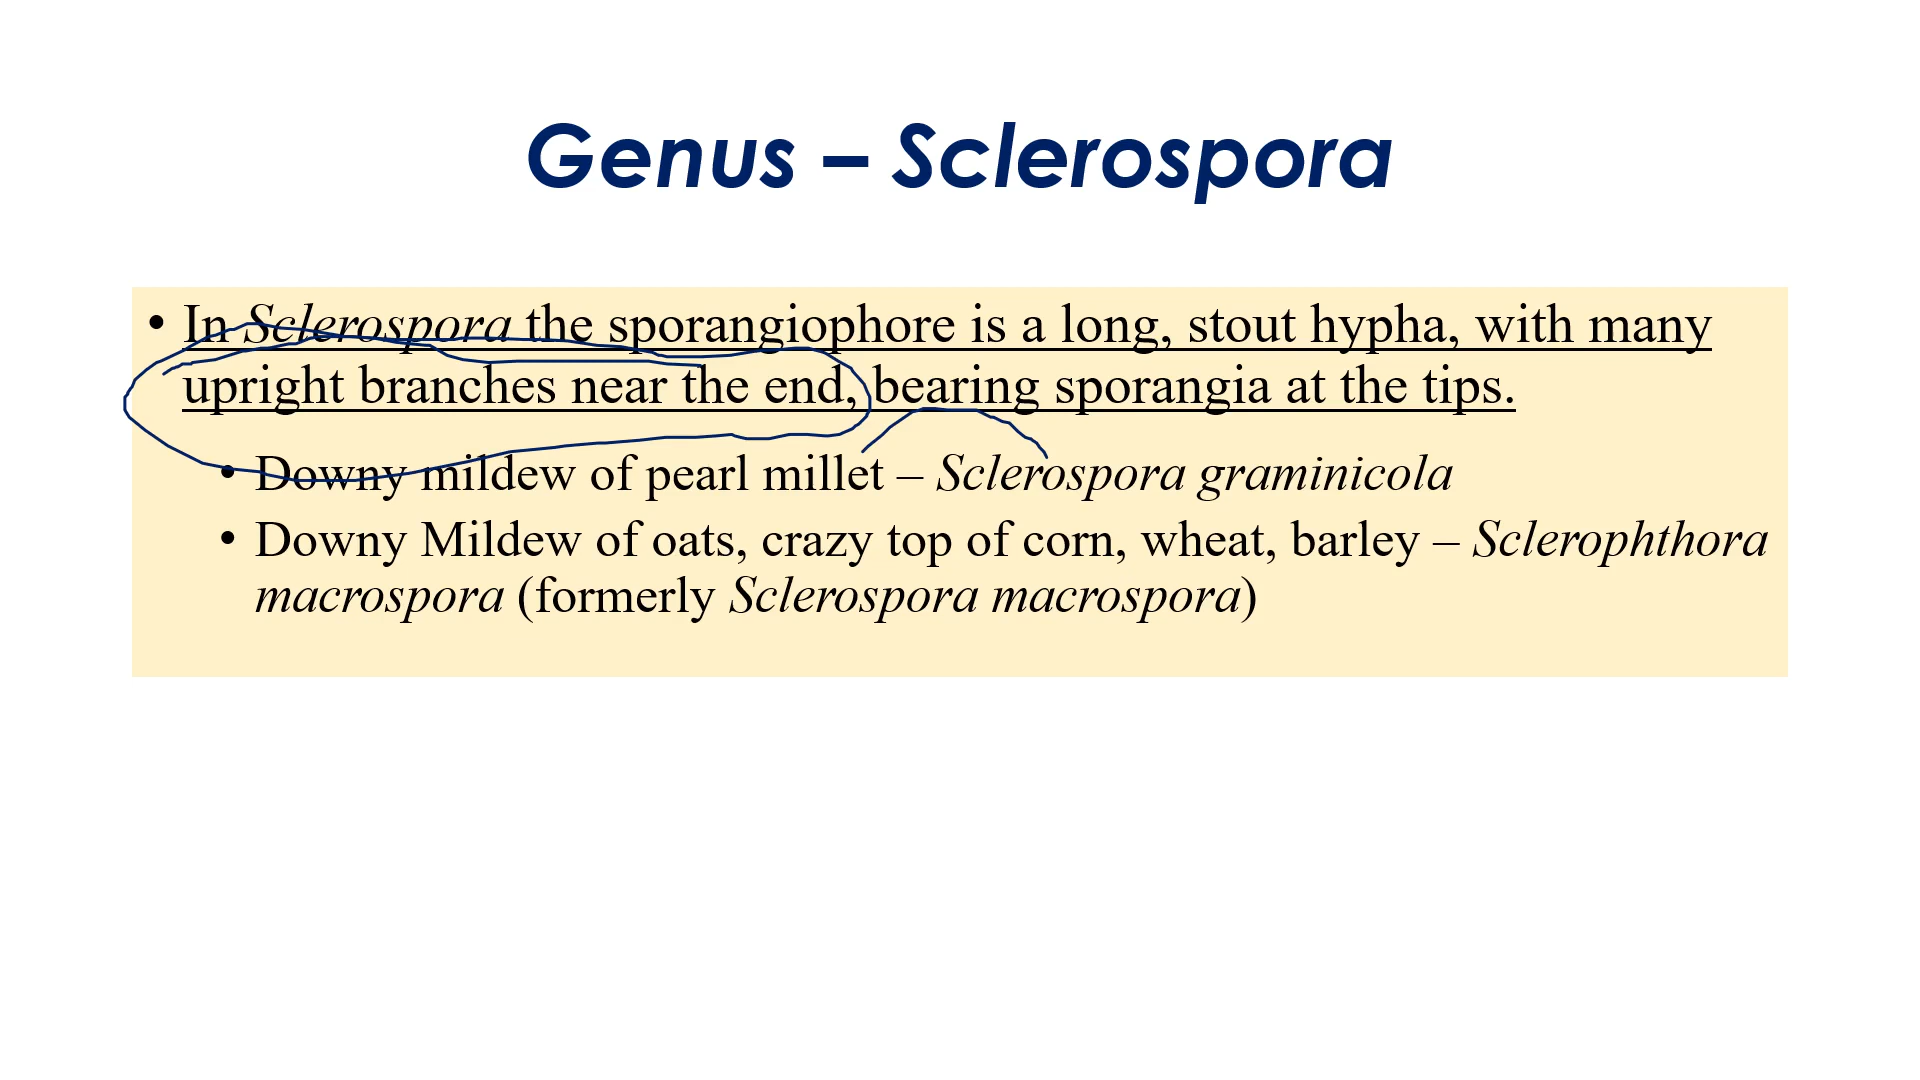 Genus – Sclerospora
• In Sclerospora the sporangiophore is a long, stout hypha, with many
upright branches near the end, bearing sporangia at the tips.
• Downy mildew of pearl millet – Sclerospora graminicola
• Downy Mildew of oats, crazy top of corn, wheat, barley – Sclerophthora
macrospora (formerly Sclerospora macrospora)